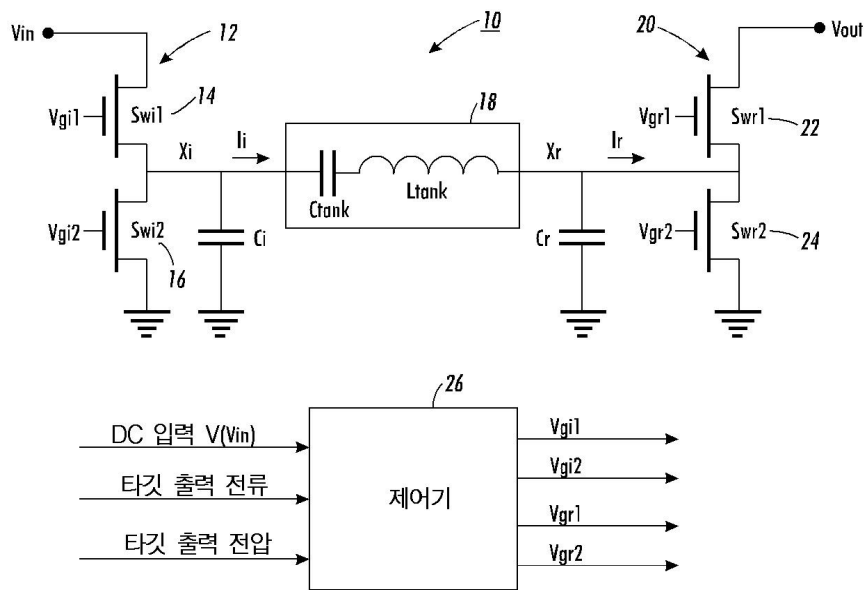 Vin
12
10
20
Vout
Vgi1
Swi1
14
18
Vgr1
Swr1
22
Xi
Ii
Ctank
Ltank
Xr
Ir
Vgi2
Swi2
16
Ci
Cr
Vgr2
Swr2
24
26
DC 입력 V(Vin)
타깃 출력 전류
타깃 출력 전압
제어기
Vgi1
Vgi2
Vgr1
Vgr2